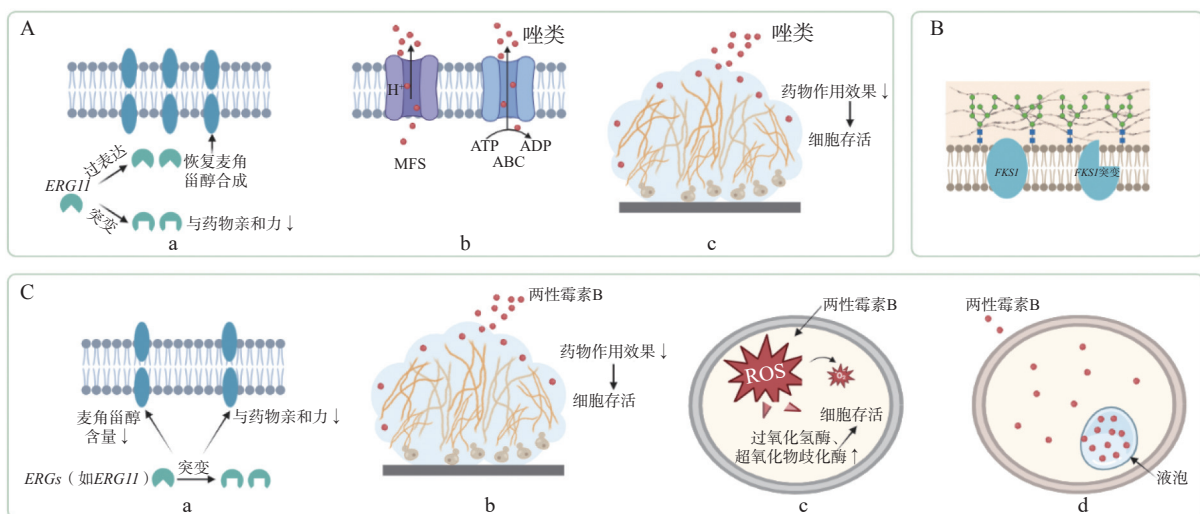 A
过表达
ERG11
突变
恢复麦角
甾醇合成
与药物亲和力↓
a
唑类
H⁺
MFS
ATP
ADP
ABC
b
唑类
药物作用效果↓
细胞存活
c
B
FKS1
FKS1突变
C
麦角甾醇
含量↓
与药物亲和力↓
突变
ERGs（如ERG11）
a
两性霉素B
药物作用效果↓
细胞存活
b
两性霉素B
ROS
细胞存活
过氧化氢酶、
超氧化物歧化酶↑
c
两性霉素B
液泡
d